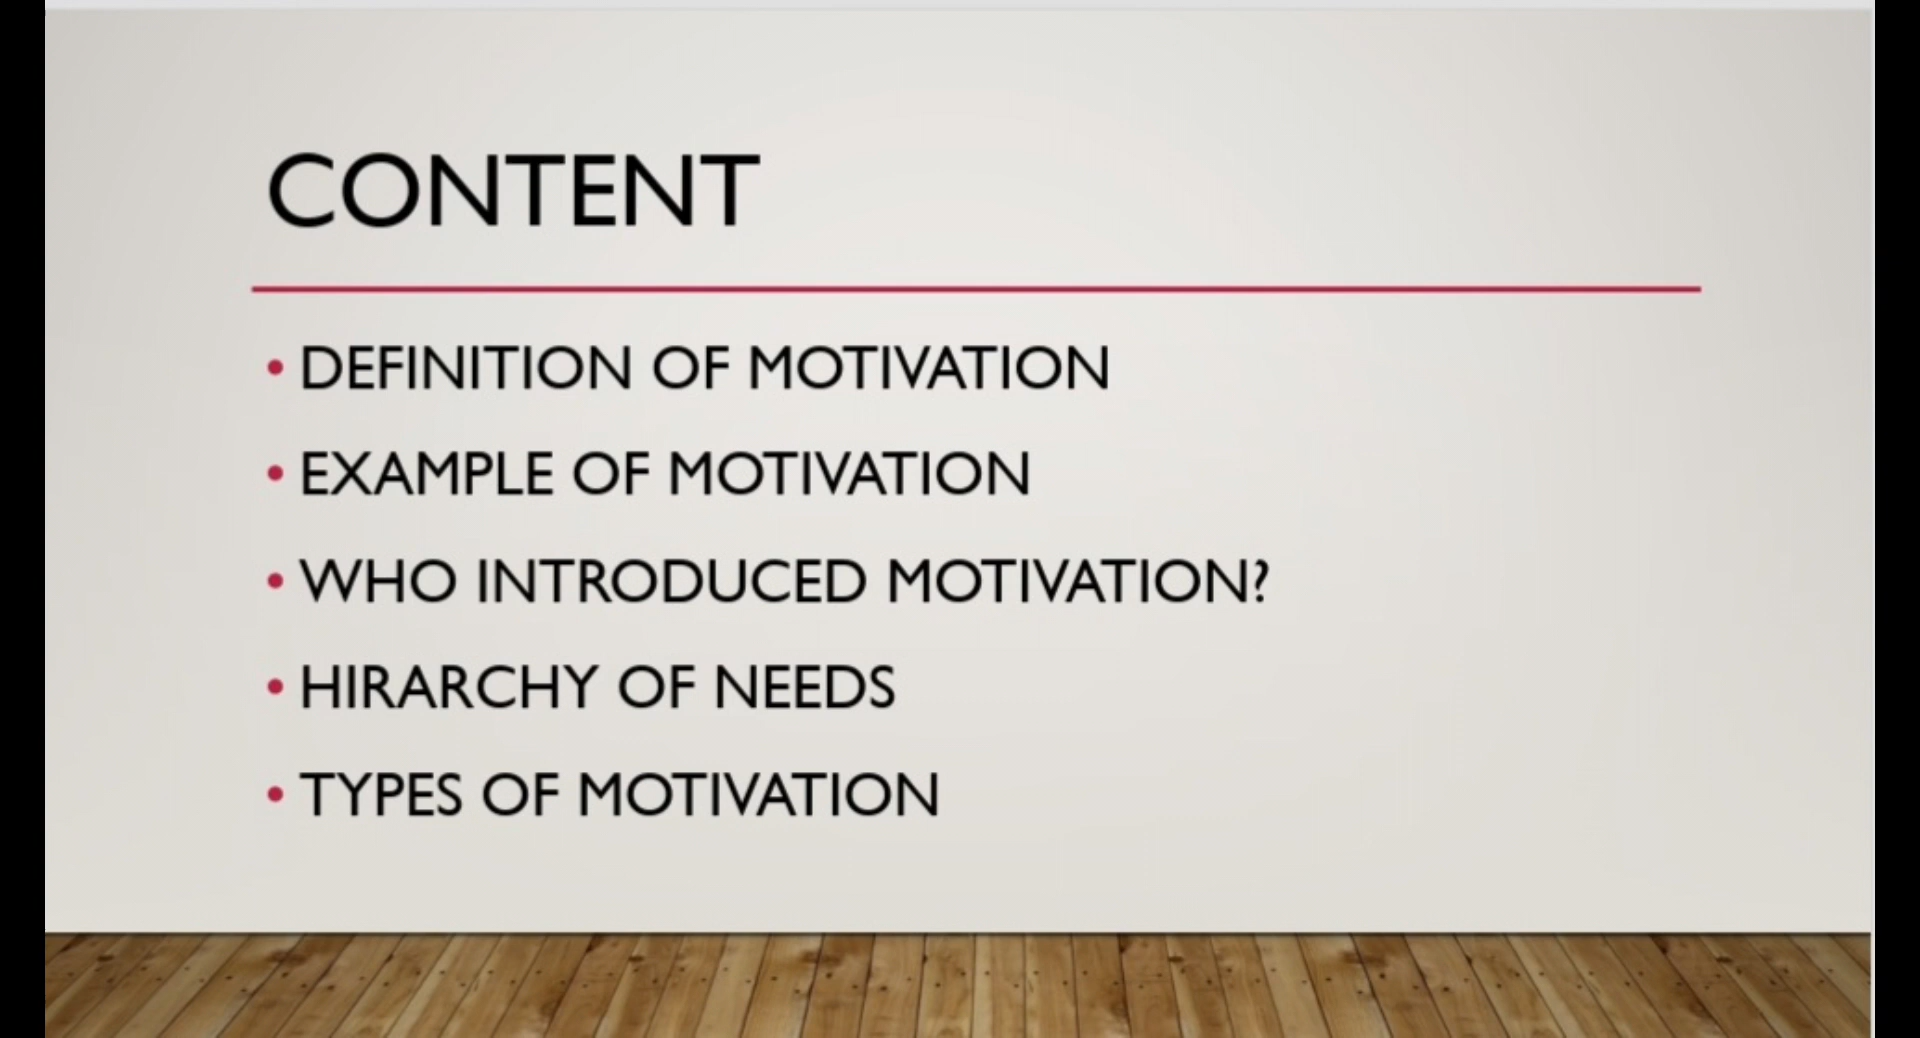 CONTENT
• DEFINITION OF MOTIVATION
• EXAMPLE OF MOTIVATION
• WHO INTRODUCED MOTIVATION?
• HIRARCHY OF NEEDS
• TYPES OF MOTIVATION